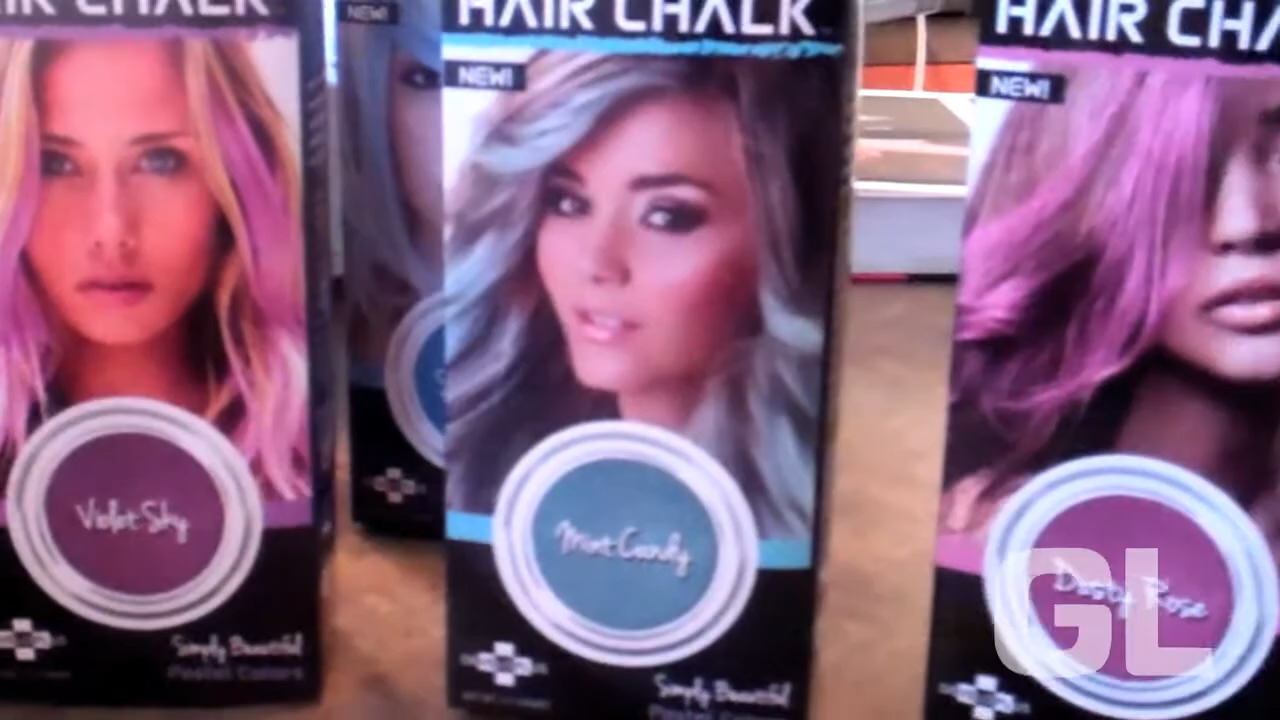 HAIR CHALK
NEW!
Violet Sky
Simply Beautiful
Pastel Colors
NEW!
HAIR CHALK
NEW!
Mint Candy
Simply Beautiful
HAIR CHA
NEW!
Dusty Rose
GL